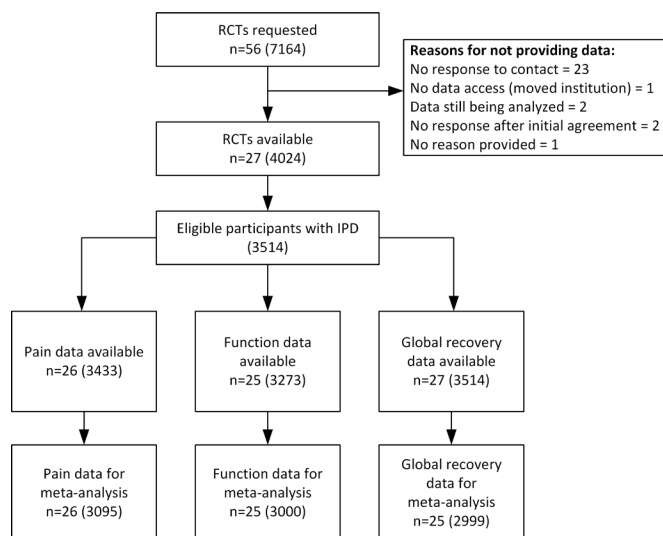 RCTs requested
n=56 (7164)
Reasons for not providing data:
No response to contact = 23
No data access (moved institution) = 1
Data still being analyzed = 2
No response after initial agreement = 2
No reason provided = 1
RCTs available
n=27 (4024)
Eligible participants with IPD
(3514)
Pain data available
n=26 (3433)
Function data
available
n=25 (3273)
Global recovery
data available
n=27 (3514)
Pain data for
meta-analysis
n=26 (3095)
Function data for
meta-analysis
n=25 (3000)
Global recovery
data for
meta-analysis
n=25 (2999)